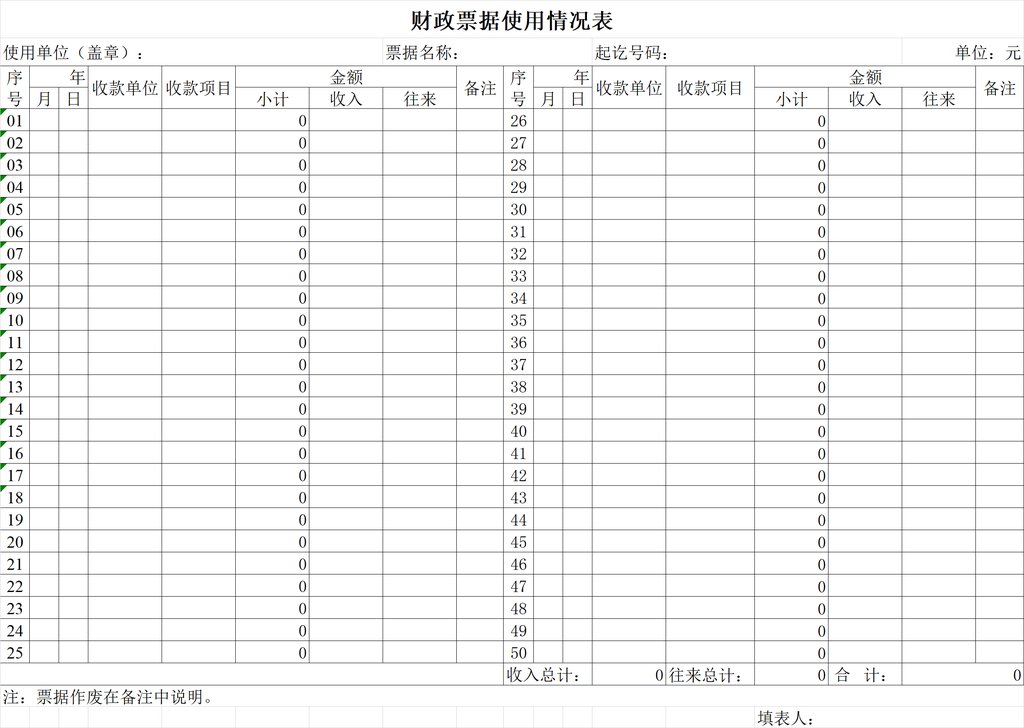 财政票据使用情况表
使用单位（盖章）： 票据名称： 起讫号码： 单位：元
序号 年 收款单位 收款项目 金额 备注 序号 年 收款单位 收款项目 金额 备注
月 日 小计 收入 往来 月 日 小计 收入 往来
01 0 26 0
02 0 27 0
03 0 28 0
04 0 29 0
05 0 30 0
06 0 31 0
07 0 32 0
08 0 33 0
09 0 34 0
10 0 35 0
11 0 36 0
12 0 37 0
13 0 38 0
14 0 39 0
15 0 40 0
16 0 41 0
17 0 42 0
18 0 43 0
19 0 44 0
20 0 45 0
21 0 46 0
22 0 47 0
23 0 48 0
24 0 49 0
25 0 50 0
收入总计： 0 往来总计： 0 合 计： 0
注：票据作废在备注中说明。
填表人：